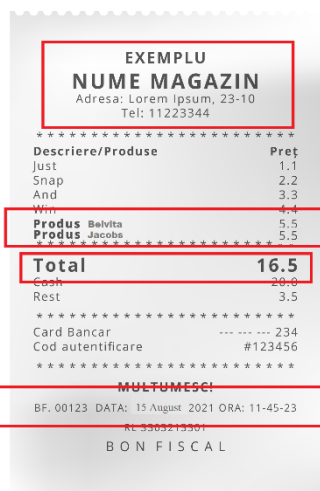 EXEMPLU
NUME MAGAZIN
Adresa: Lorem Ipsum, 23-10
Tel: 11223344
* * * * * * * * * * * * * * * * * * * * * * * *
Descriere/Produse Preț
Just 1.1
Snap 2.2
And 3.3
Win 4.4
Produs Belvita 5.5
Produs Jacobs 5.5
* * * * * * * * * * * * * * * * * * * * * * * *
Total 16.5
Cash 20.0
Rest 3.5
* * * * * * * * * * * * * * * * * * * * * * * *
Card Bancar --- --- --- 234
Cod autentificare #123456
* * * * * * * * * * * * * * * * * * * * * * * *
MULTUMESC!
BF. 00123 DATA: 15 August 2021 ORA: 11-45-23
BON FISCAL